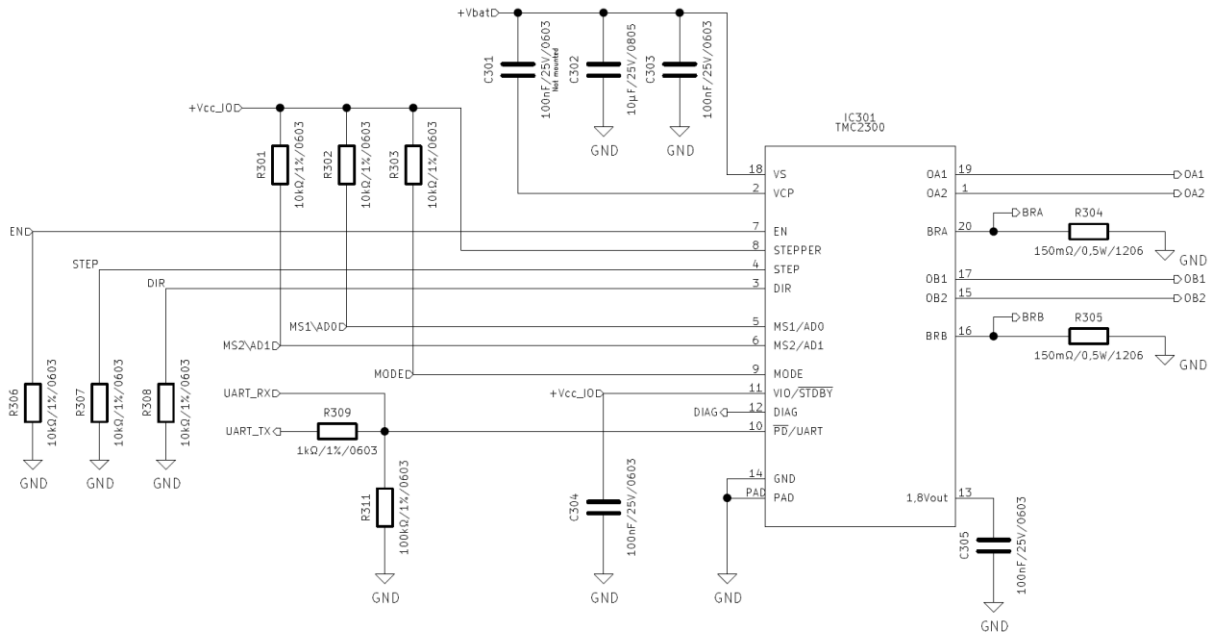 +Vbat
C301
100nF/25V/0603
Not mounted
C302
10µF/25V/0805
C303
100nF/25V/0603
GND
GND
+Vcc_IO
R301
10kΩ/1%/0603
R302
10kΩ/1%/0603
R303
10kΩ/1%/0603
IC301
TMC2300
18 VS
2 VCP
7 EN
8 STEPPER
4 STEP
3 DIR
5 MS1/AD0
6 MS2/AD1
9 MODE
11 VIO/STDBY
12 DIAG
10 PD/UART
14 GND
PAD PAD
OA1 19
OA2 1
BRA 20
OB1 17
OB2 15
BRB 16
1,8Vout 13
OA1
OA2
BRA
R304
150mΩ/0,5W/1206
GND
OB1
OB2
BRB
R305
150mΩ/0,5W/1206
GND
EN
STEP
DIR
MS1\AD0
MS2\AD1
MODE
R306
10kΩ/1%/0603
GND
R307
10kΩ/1%/0603
GND
R308
10kΩ/1%/0603
GND
UART_RX
UART_TX
R309
1kΩ/1%/0603
R311
100kΩ/1%/0603
GND
+Vcc_IO
DIAG
C304
100nF/25V/0603
GND
GND
C305
100nF/25V/0603
GND